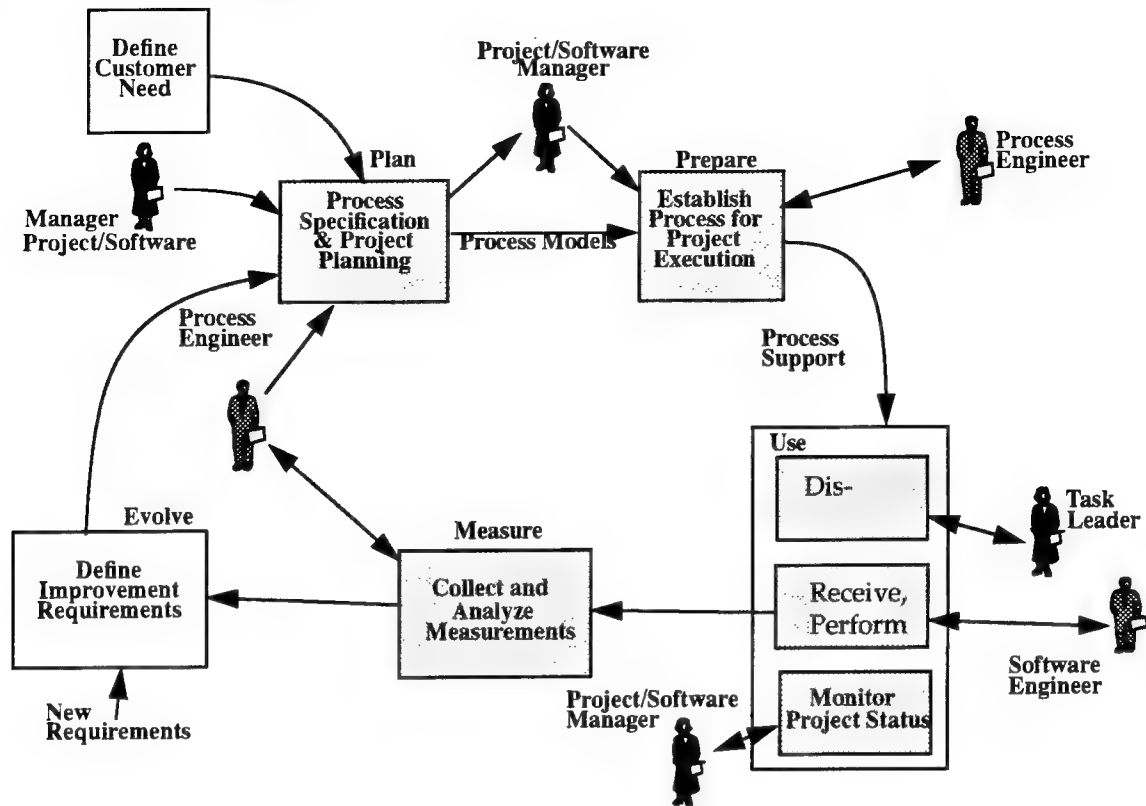 Define
Customer
Need
Project/Software
Manager
Plan
Prepare
Process
Engineer
Manager
Project/Software
Process
Specification
& Project
Planning
Process Models
Establish
Process for
Project
Execution
Process
Engineer
Process
Support
Use
Dis-
Task
Leader
Evolve
Define
Improvement
Requirements
Measure
Collect and
Analyze
Measurements
Receive,
Perform
Software
Engineer
New
Requirements
Project/Software
Manager
Monitor
Project Status